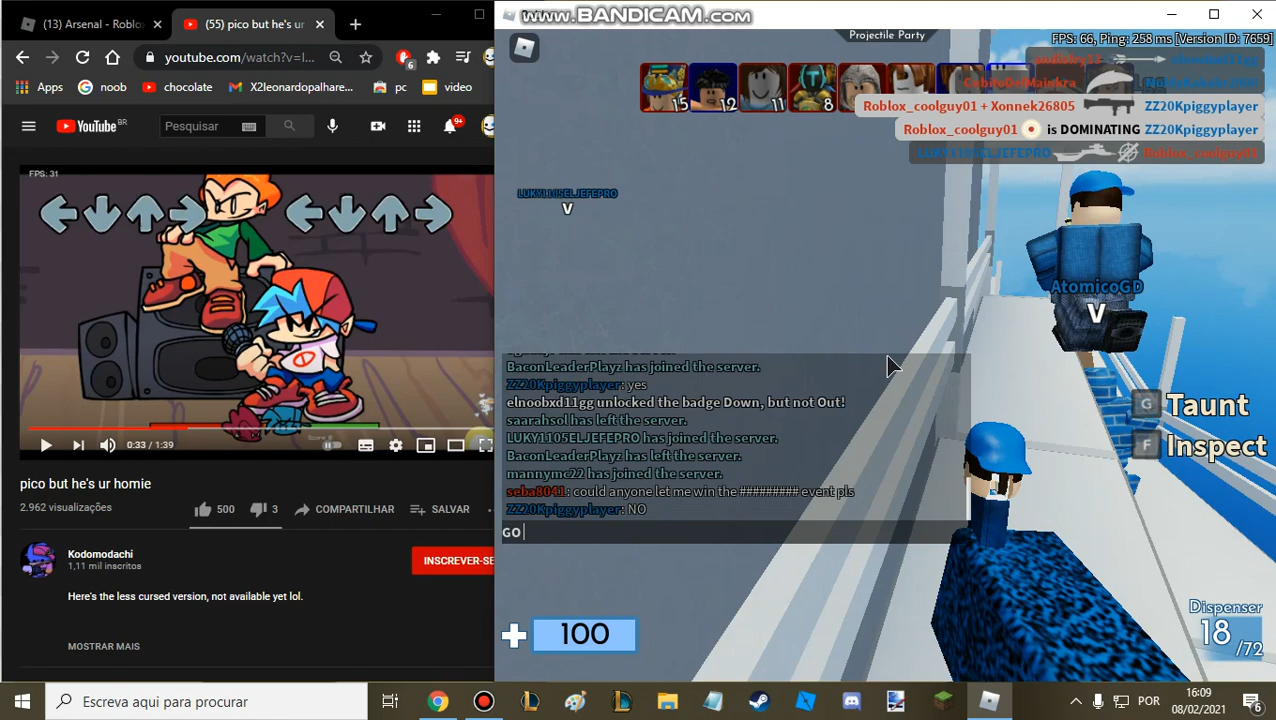 (13) Arsenal - Roblo
(55) pico but he's ur
youtube.com/watch?v=l
6
Apps
noob
chocolate
X2leonardopilhadc
pc
video
YouTube BR
Pesquisar
9+
FPS: 31
0:33 / 1:39
pico but he's ur homie
2.962 visualizações
500
3
COMPARTILHAR
SALVAR
Kodomodachi
1,11 mil inscritos
INSCREVER-SE
Here's the less cursed version, not available yet lol.
MOSTRAR MAIS
WWW.BANDICAM.COM
Projectile Party
FPS: 66, Ping: 258 ms [Version ID: 7659]
15
12
11
8
Roblox_coolguy01 + Xonnek26805 ZZ20Kpiggyplayer
Roblox_coolguy01 is DOMINATING ZZ20Kpiggyplayer
LUKY1105ELJEFEPRO Roblox_coolguy01
LUKY1105ELJEFEPRO
V
AtomicoGD
V
BaconLeaderPlayz has joined the server.
ZZ20Kpiggyplayer: yes
elnoobxd11gg unlocked the badge Down, but not Out!
saarahsol has left the server.
LUKY1105ELJEFEPRO has joined the server.
BaconLeaderPlayz has left the server.
mannymc22 has joined the server.
seba8041: could anyone let me win the ######### event pls
ZZ20Kpiggyplayer: NO
GO
G Taunt
F Inspect
100
Dispenser
18 /72
Escreve aqui para procurar
POR
16:09
08/02/2021
6